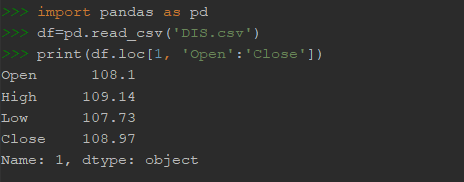 >>> import pandas as pd
>>> df=pd.read_csv('DIS.csv')
>>> print(df.loc[1, 'Open':'Close'])
Open      108.1
High     109.14
Low      107.73
Close    108.97
Name: 1, dtype: object